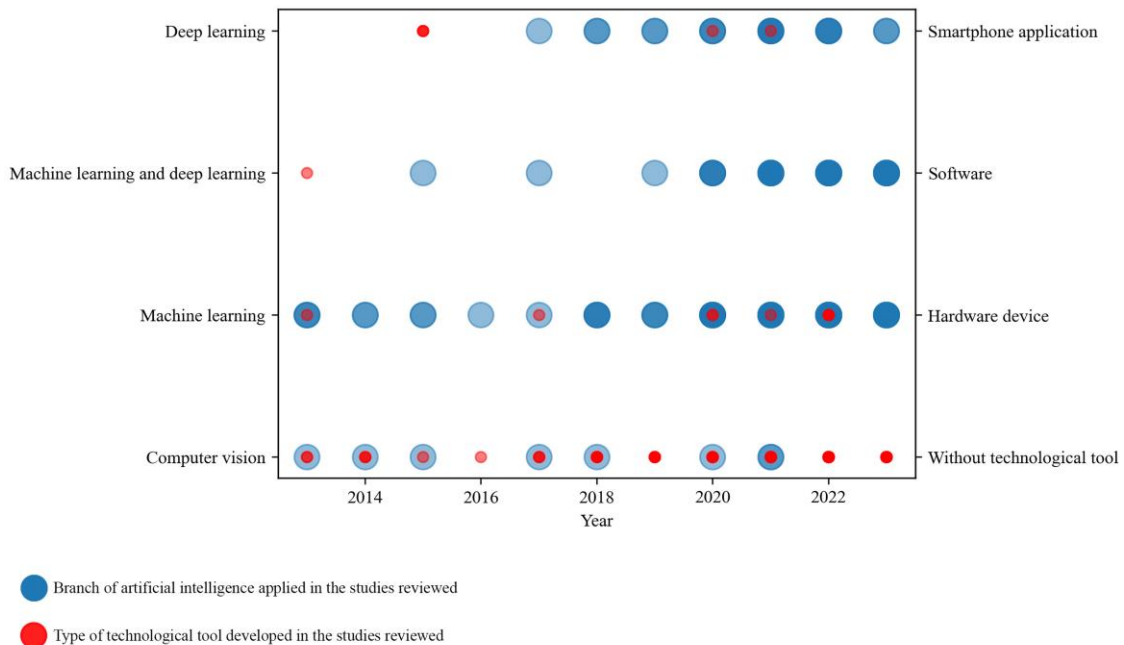 Deep learning
Smartphone application
Machine learning and deep learning
Software
Machine learning
Hardware device
Computer vision
Without technological tool
2014 2016 2018 2020 2022
Year
Branch of artificial intelligence applied in the studies reviewed
Type of technological tool developed in the studies reviewed